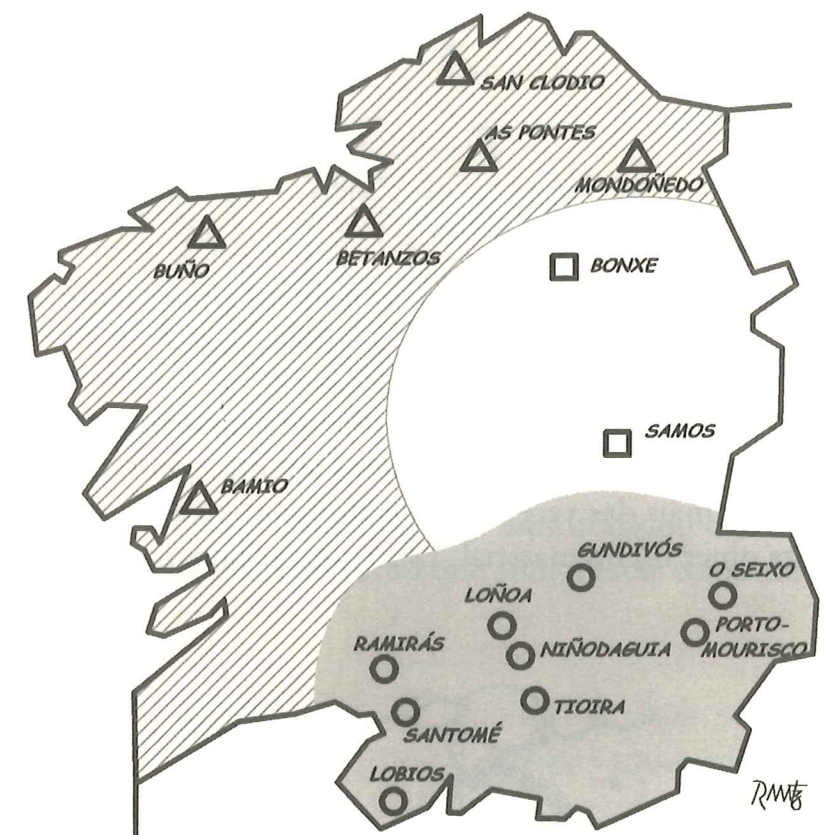 SAN CLODIO
AS PONTES
MONDOÑEDO
BUÑO
BETANZOS
BONXE
SAMOS
BAMIO
GUNDIVÓS
O SEIXO
LOÑOA
PORTO-
MOURISCO
RAMIRÁS
NIÑODAGUIA
TIOIRA
SANTOMÉ
LOBIOS